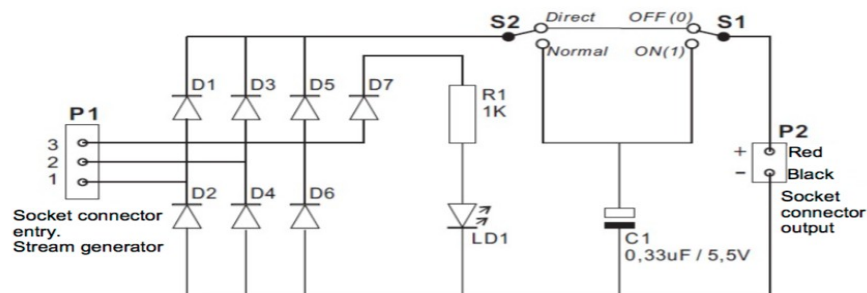 S2
Direct
OFF (0)
S1
Normal
ON(1)
D1
D3
D5
D7
R1
1K
P1
3
2
1
P2
+
Red
-
Black
D2
D4
D6
LD1
C1
0,33uF / 5,5V
Socket connector
entry.
Stream generator
Socket
connector
output